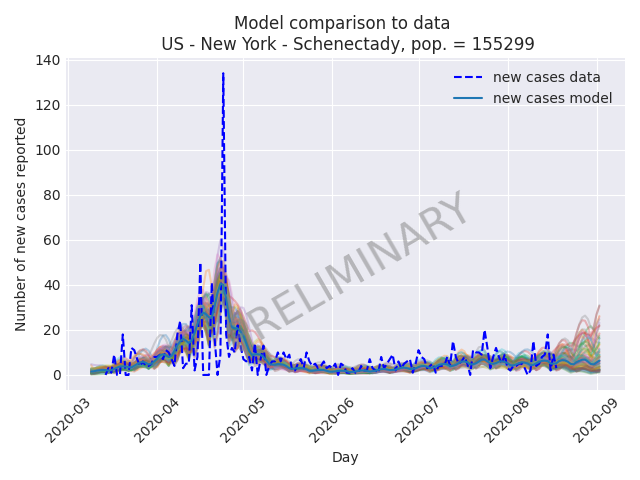 Model comparison to data
US - New York - Schenectady, pop. = 155299
new cases data
new cases model
PRELIMINARY
Number of new cases reported
140
120
100
80
60
40
20
0
2020-03
2020-04
2020-05
2020-06
2020-07
2020-08
2020-09
Day